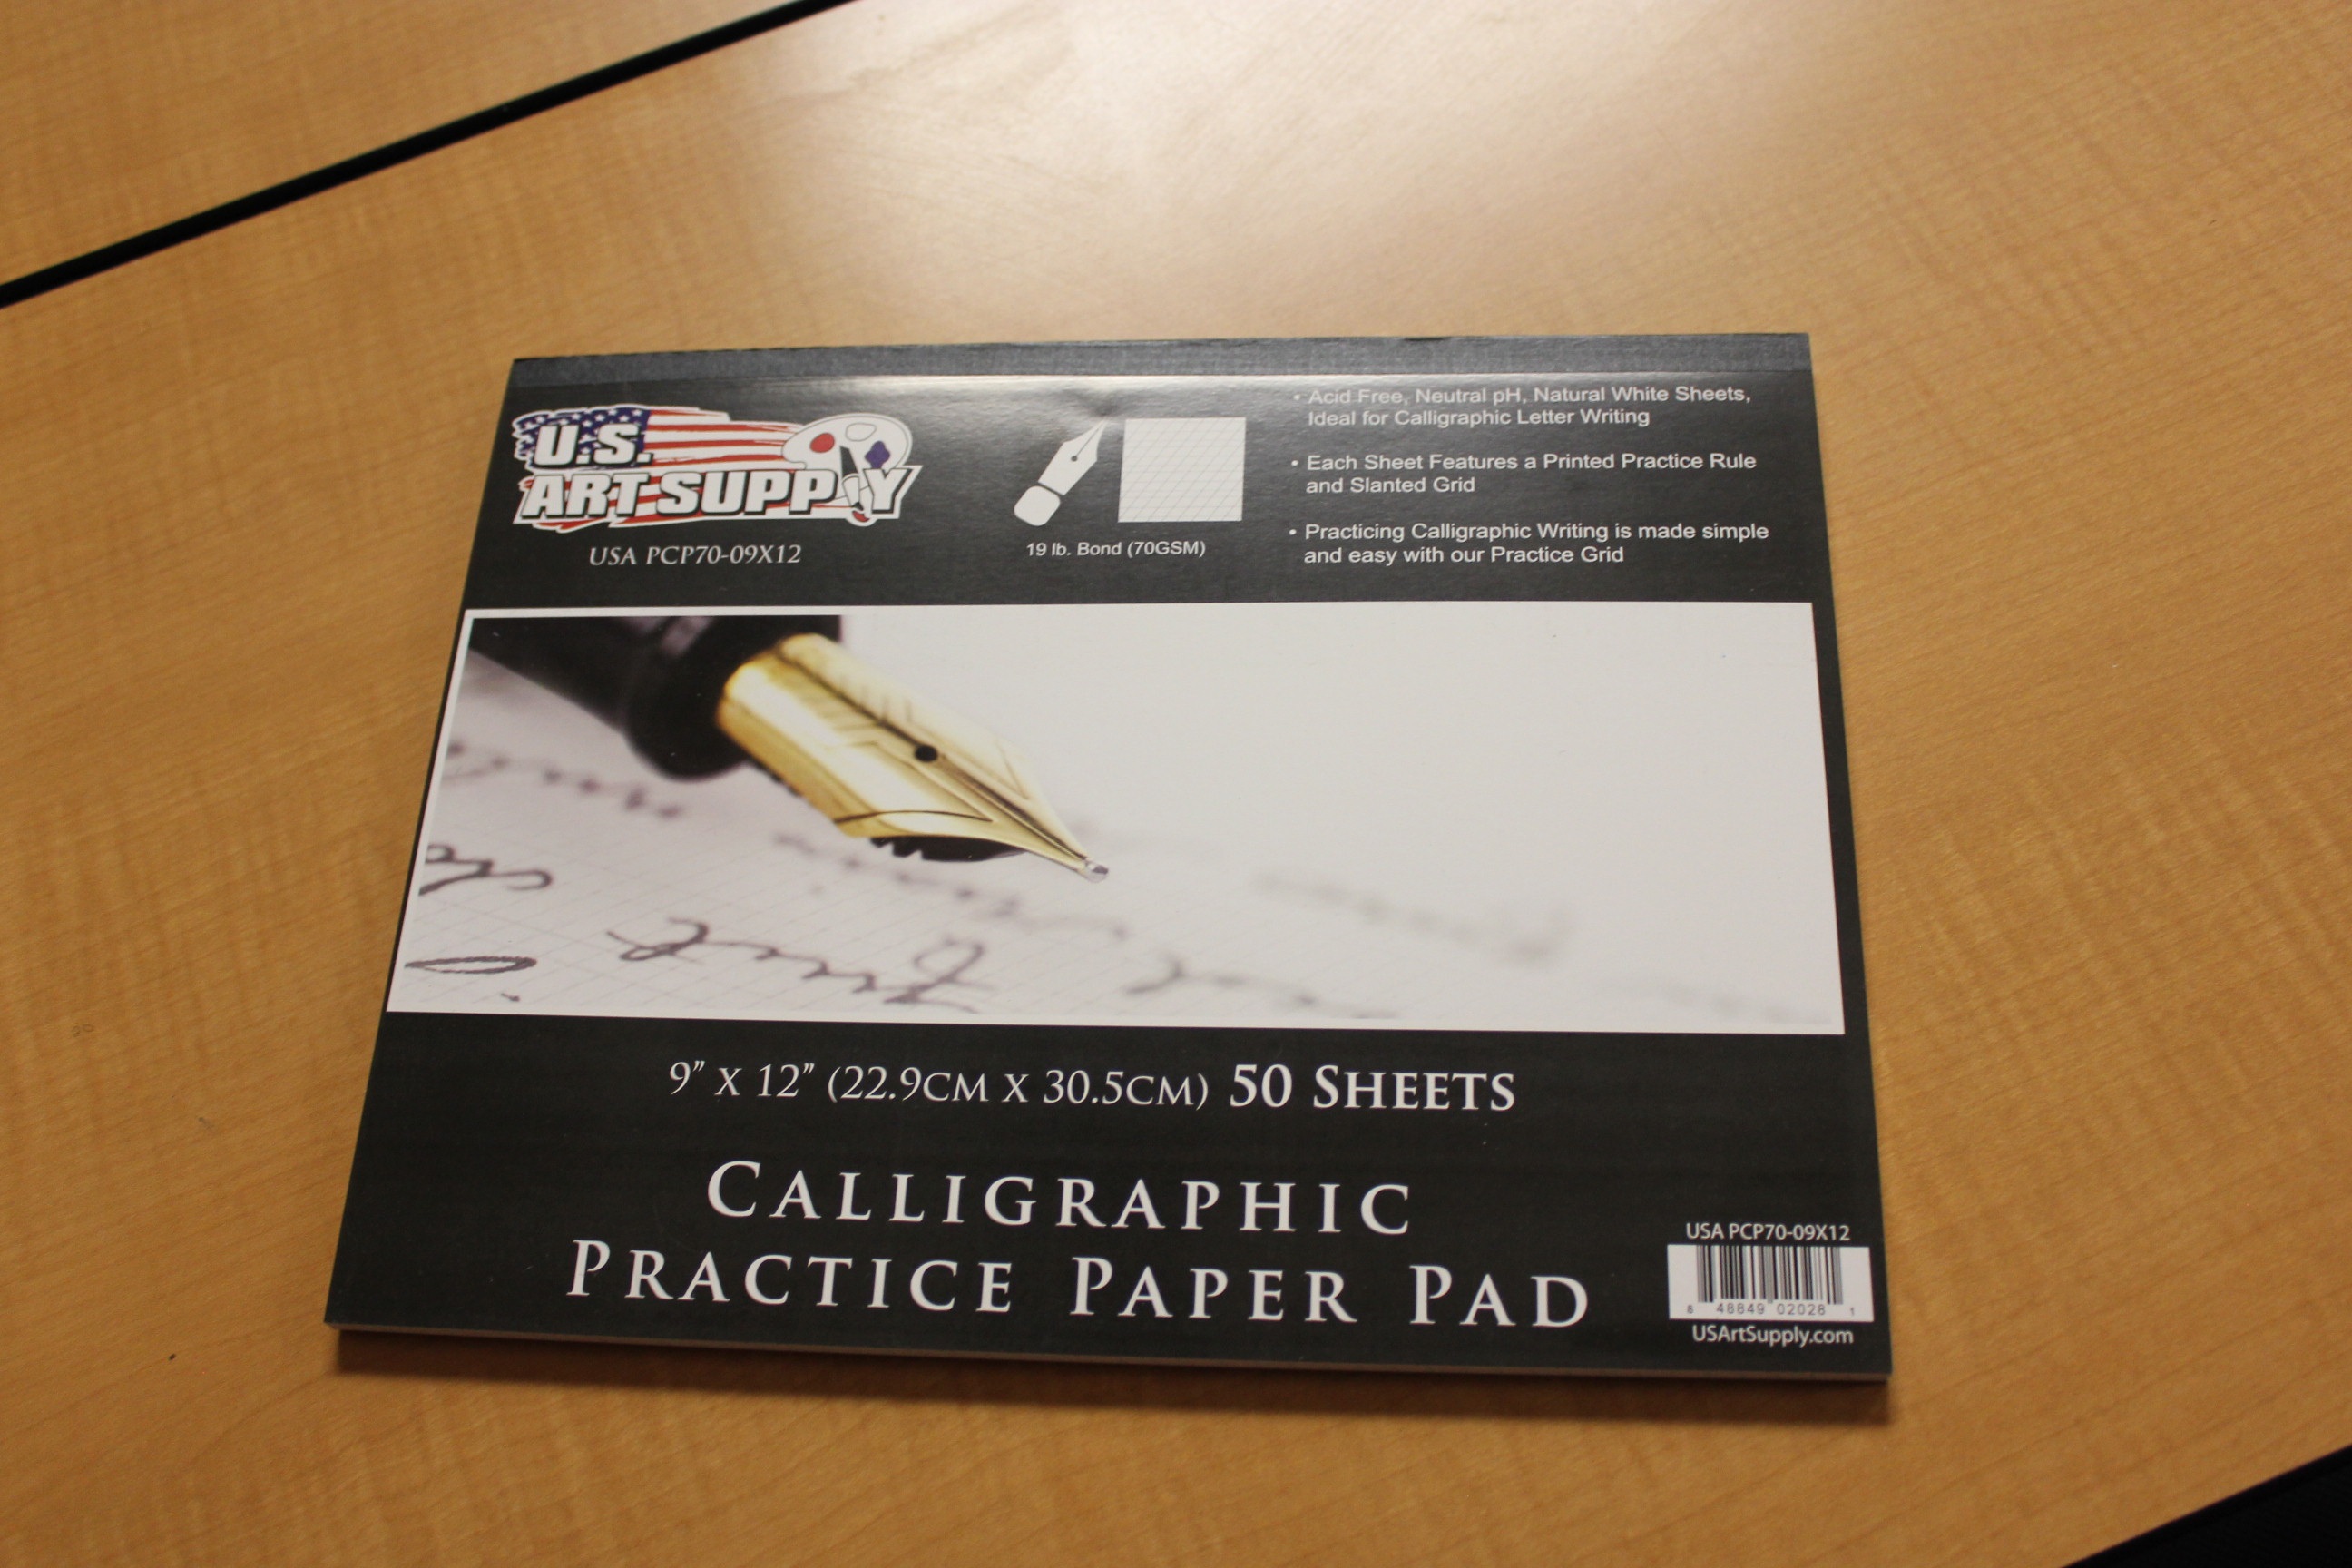 U.S.
ART SUPPLY
USA PCP70-09X12
19 lb. Bond (70GSM)
• Acid Free, Neutral pH, Natural White Sheets,
Ideal for Calligraphic Letter Writing
• Each Sheet Features a Printed Practice Rule
and Slanted Grid
• Practicing Calligraphic Writing is made simple
and easy with our Practice Grid
9" X 12" (22.9CM X 30.5CM) 50 SHEETS
CALLIGRAPHIC
PRACTICE PAPER PAD
USA PCP70-09X12
8 48849 02028 1
USArtSupply.com